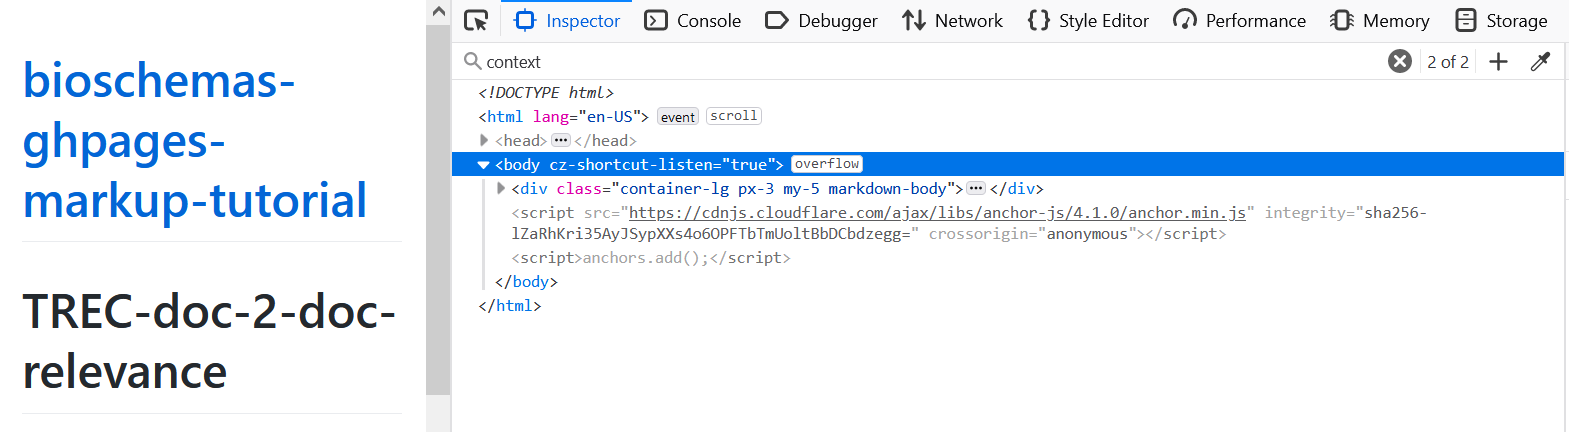 bioschemas-
ghpages-
markup-tutorial
TREC-doc-2-doc-
relevance
Inspector Console Debugger Network Style Editor Performance Memory Storage
context 2 of 2
<!DOCTYPE html>
<html lang="en-US"> event scroll
<head> ••• </head>
<body cz-shortcut-listen="true"> overflow
<div class="container-lg px-3 my-5 markdown-body"> ••• </div>
<script src="https://cdnjs.cloudflare.com/ajax/libs/anchor-js/4.1.0/anchor.min.js" integrity="sha256-
lZaRhKri35AyJSypXXs4o6OPFTbTmUoltBbDCbdzegg=" crossorigin="anonymous"></script>
<script>anchors.add();</script>
</body>
</html>